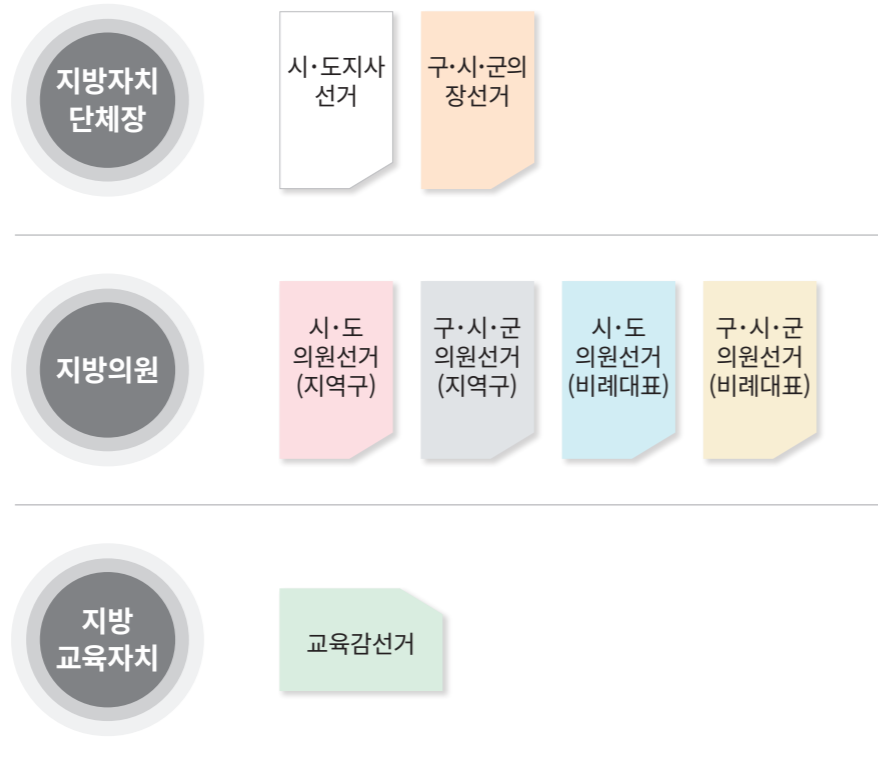 지방자치
단체장
시·도지사
선거
구·시·군의
장선거
지방의원
시·도
의원선거
(지역구)
구·시·군
의원선거
(지역구)
시·도
의원선거
(비례대표)
구·시·군
의원선거
(비례대표)
지방
교육자치
교육감선거